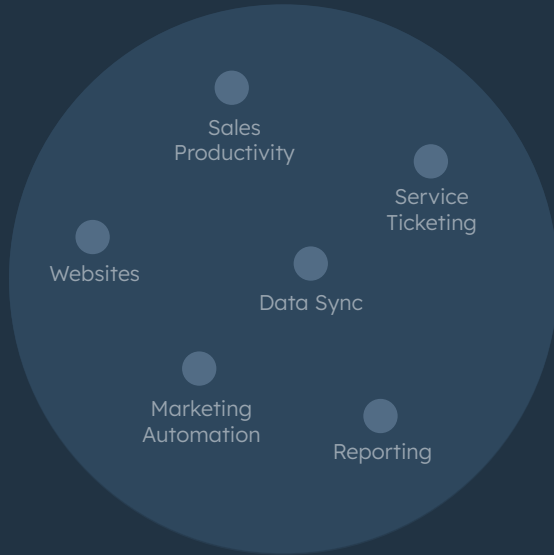 Sales
Productivity
Service
Ticketing
Websites
Data Sync
Marketing
Automation
Reporting